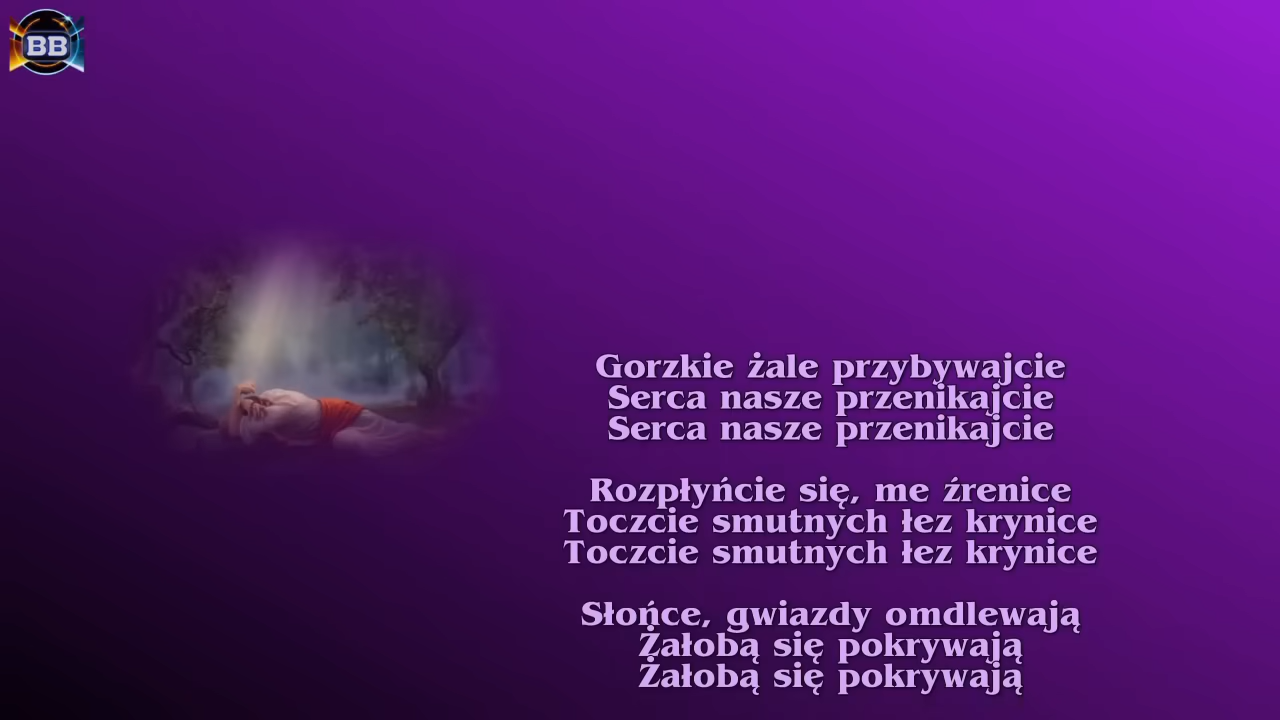 BB
Gorzkie żale przybywajcie
Serca nasze przenikajcie
Serca nasze przenikajcie
Rozpłyńcie się, me źrenice
Toczcie smutnych łez krynice
Toczcie smutnych łez krynice
Słońce, gwiazdy omdlewają
Żałobą się pokrywają
Żałobą się pokrywają